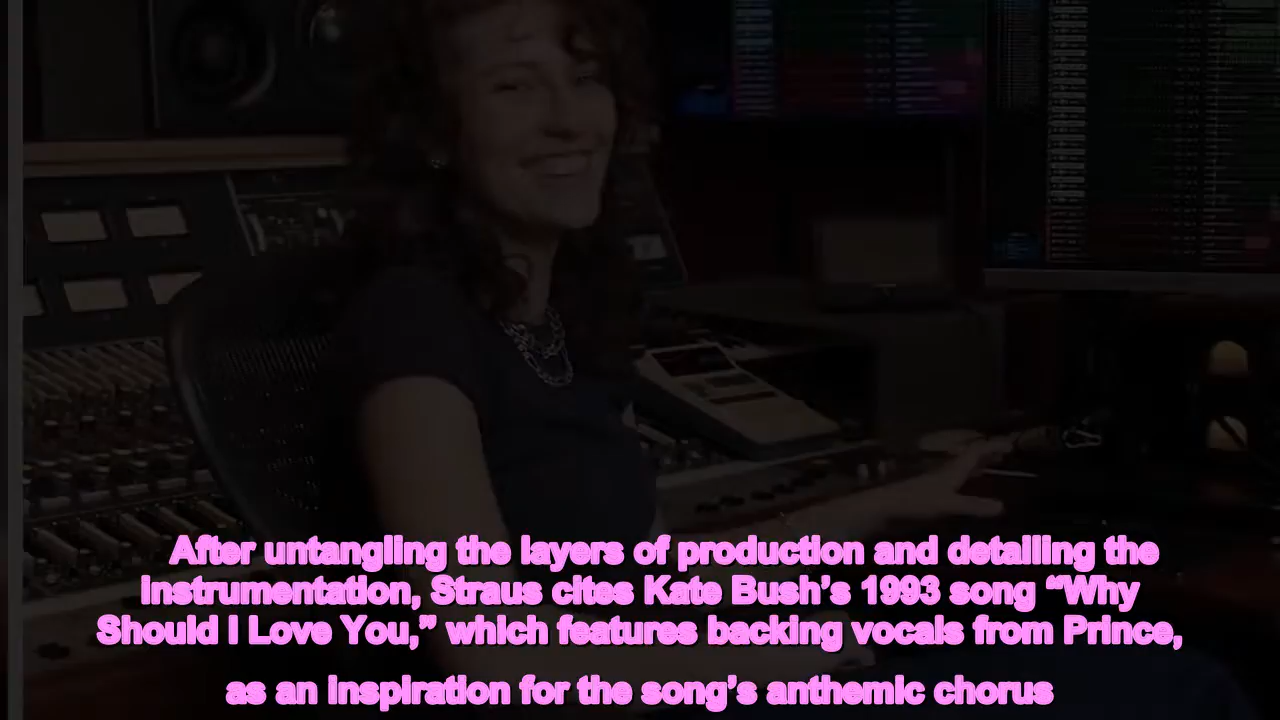 After untangling the layers of production and detailing the
instrumentation, Straus cites Kate Bush’s 1993 song “Why
Should I Love You,” which features backing vocals from Prince,
as an inspiration for the song’s anthemic chorus